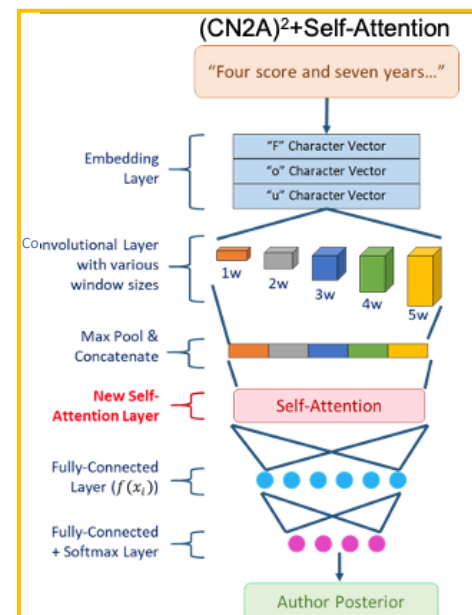 (CN2A)²+Self-Attention
"Four score and seven years…"
Embedding
Layer
"F" Character Vector
"o" Character Vector
"u" Character Vector
Convolutional Layer
with various
window sizes
1w
2w
3w
4w
5w
Max Pool &
Concatenate
New Self-
Attention Layer
Self-Attention
Fully-Connected
Layer (f(xᵢ))
Fully-Connected
+ Softmax Layer
Author Posterior